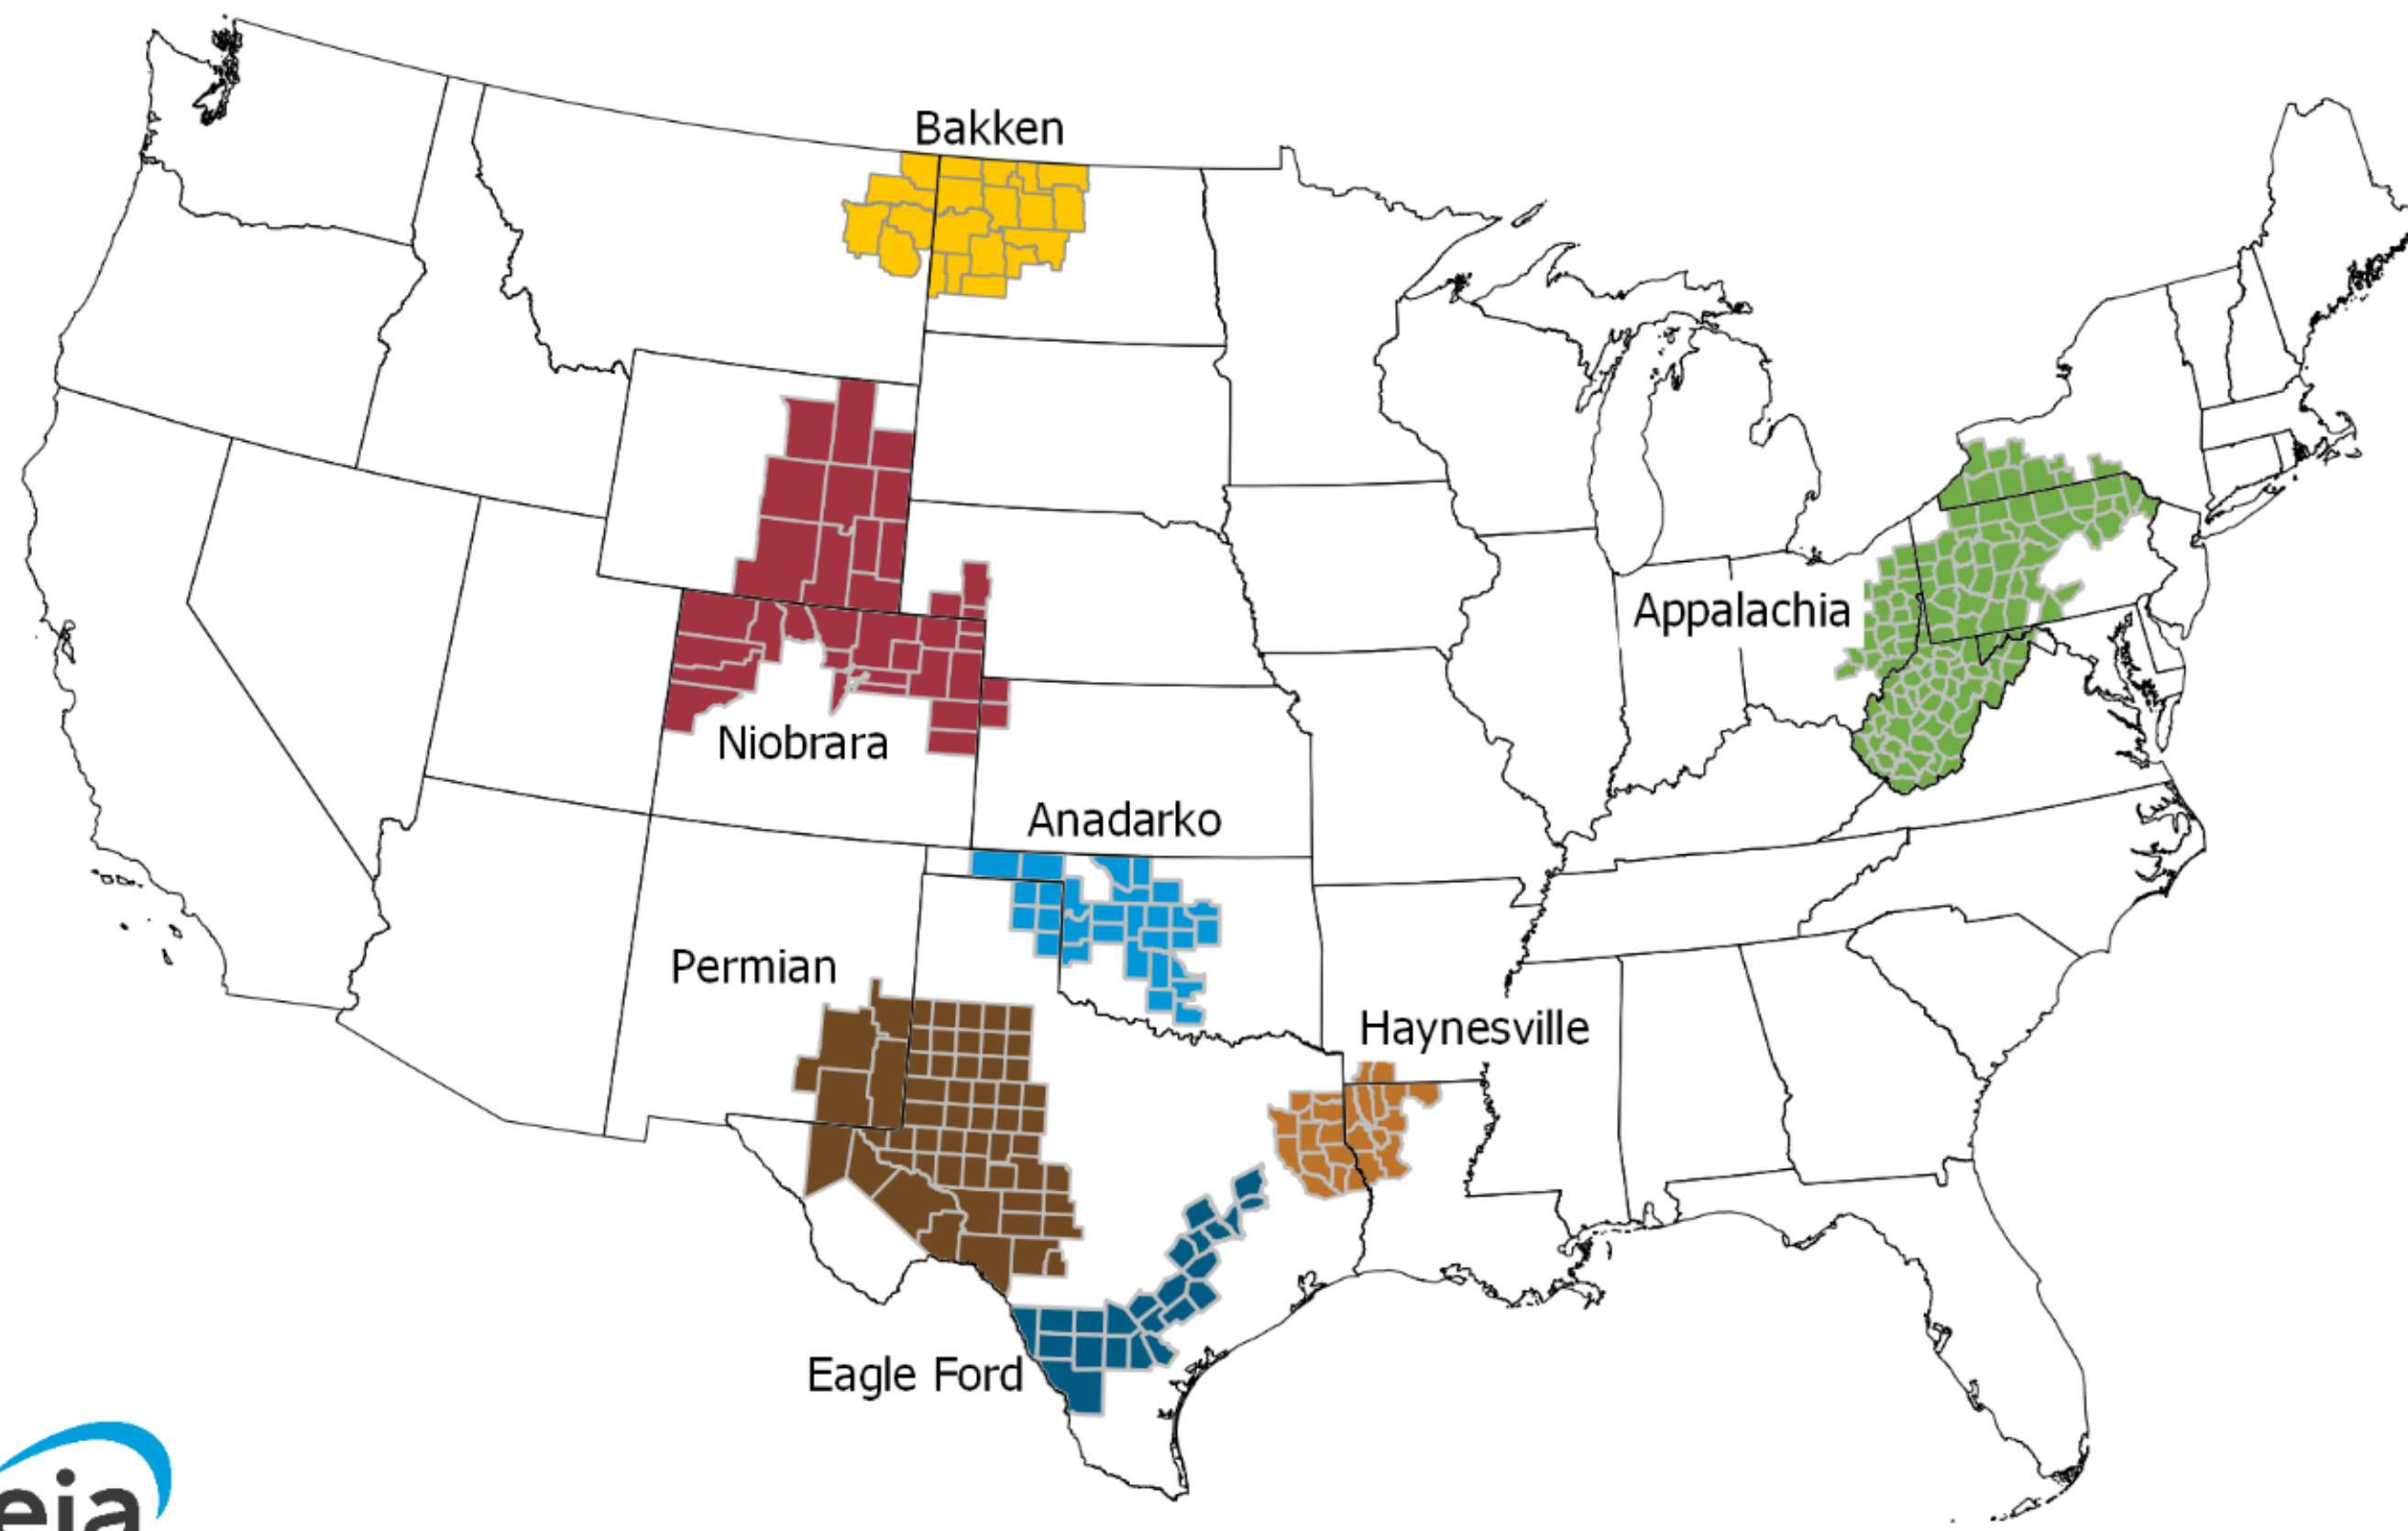 Bakken
Appalachia
Niobrara
Anadarko
Permian
Haynesville
Eagle Ford
eia